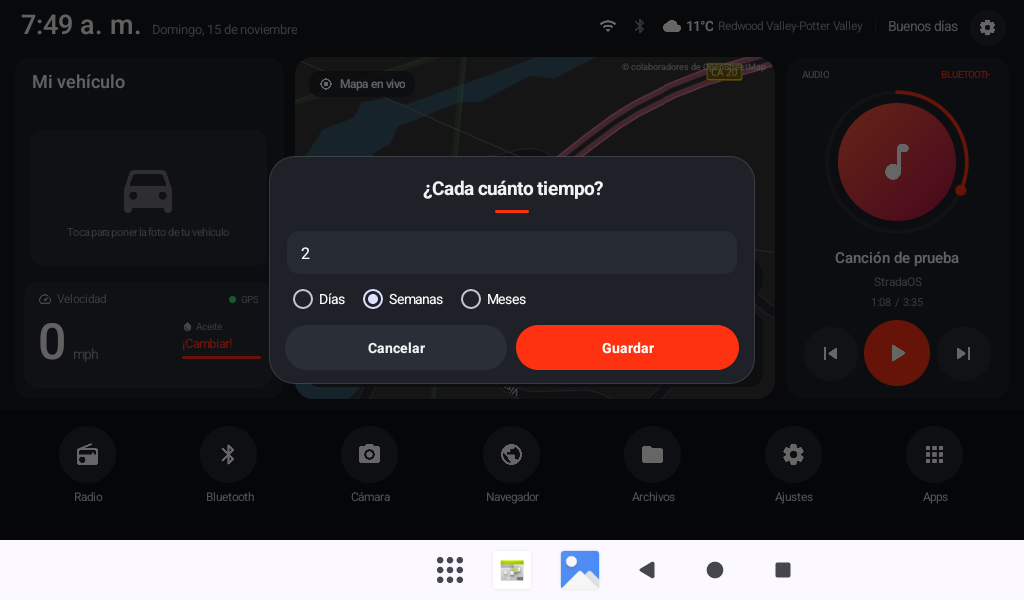 7:49 a. m.
Domingo, 15 de noviembre
11°C Redwood Valley-Potter Valley
Buenos días
Mi vehículo
Toca para poner la foto de tu vehículo
Velocidad
GPS
0 mph
Aceite
¡Cambiar!
Mapa en vivo
© colaboradores de OpenStreetMap
CA 20
¿Cada cuánto tiempo?
2
Días
Semanas
Meses
Cancelar
Guardar
AUDIO
BLUETOOTH
Canción de prueba
StradaOS
1:08 / 3:35
Radio
Bluetooth
Cámara
Navegador
Archivos
Ajustes
Apps